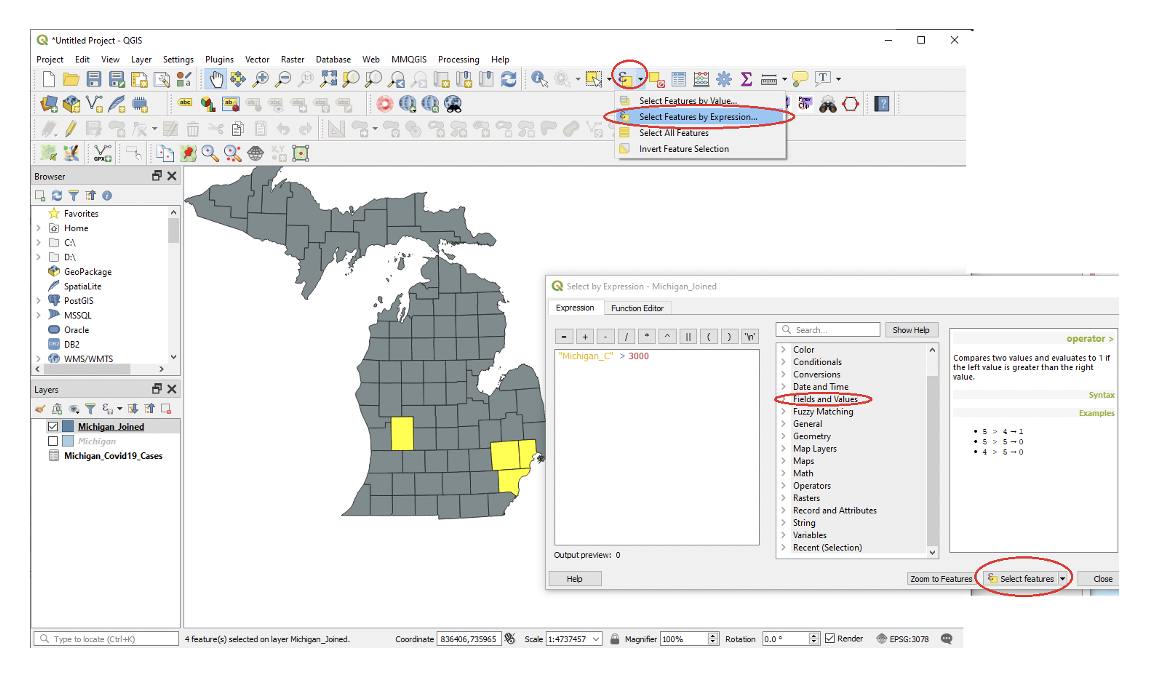 *Untitled Project - QGIS
Project Edit View Layer Settings Plugins Vector Raster Database Web MMQGIS Processing Help
Select Features by Value...
Select Features by Expression...
Select All Features
Invert Feature Selection
Browser
Favorites
Home
C:\
D:\
GeoPackage
SpatiaLite
PostGIS
MSSQL
Oracle
DB2
WMS/WMTS
Layers
Michigan_Joined
Michigan
Michigan_Covid19_Cases
Select by Expression - Michigan_Joined
Expression Function Editor
= + - / * ^ || ( ) '\n'
"Michigan_C" > 3000
Output preview: 0
Search... Show Help
Color
Conditionals
Conversions
Date and Time
Fields and Values
Fuzzy Matching
General
Geometry
Map Layers
Maps
Math
Operators
Rasters
Record and Attributes
String
Variables
Recent (Selection)
operator >
Compares two values and evaluates to 1 if
the left value is greater than the right
value.
Syntax
Examples
• 5 > 4 → 1
• 5 > 5 → 0
• 4 > 5 → 0
Help Zoom to Features Select features Close
Type to locate (Ctrl+K) 4 feature(s) selected on layer Michigan_Joined. Coordinate 836406,735965 Scale 1:4737457 Magnifier 100% Rotation 0.0 ° Render EPSG:3078